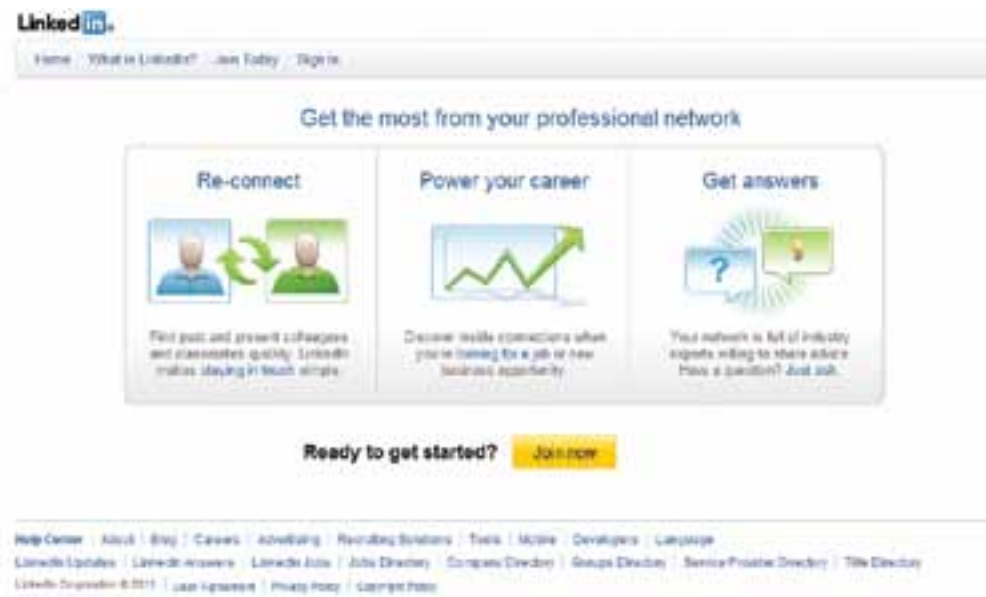 Linked in
Home What is LinkedIn? Join Today Sign In
Get the most from your professional network
Re-connect
Find past and present colleagues
and classmates quickly. LinkedIn
makes staying in touch simple.
Power your career
Discover inside connections when
you're looking for a job or new
business opportunity.
Get answers
?
Your network is full of industry
experts willing to share advice.
Have a question? Just ask.
Ready to get started? Join now
Help Center About Blog Careers Advertising Recruiting Solutions Tools Mobile Developers Language
LinkedIn Updates LinkedIn Answers LinkedIn Jobs Jobs Directory Company Directory Groups Directory Service Provider Directory Title Directory
LinkedIn Corporation © 2011 User Agreement Privacy Policy Copyright Policy